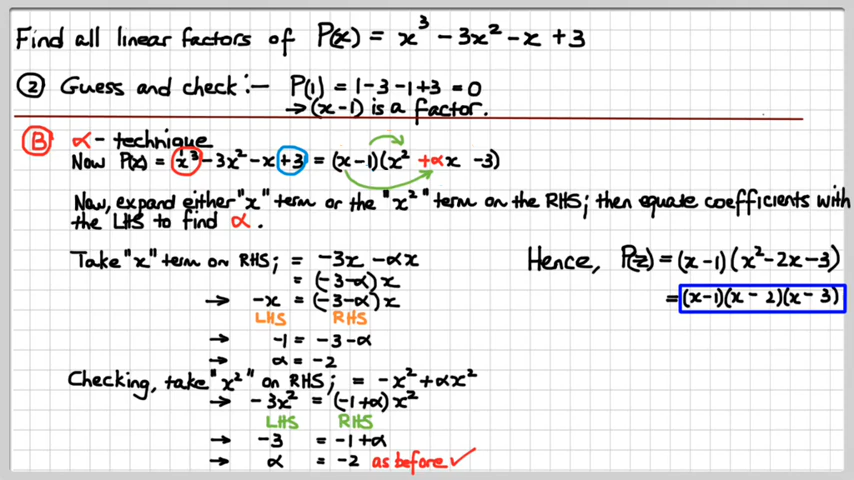 Find all linear factors of P(x) = x³ - 3x² - x + 3
② Guess and check :- P(1) = 1 - 3 - 1 + 3 = 0
→ (x - 1) is a factor.
B α - technique
Now P(x) = x³ - 3x² - x + 3 = (x - 1)(x² + αx - 3)
Now, expand either "x" term or the "x²" term on the RHS; then equate coefficients with
the LHS to find α.
Take "x" term on RHS; = -3x - αx
= (-3-α)x
→ -x = (-3-α)x
LHS RHS
→ -1 = -3-α
→ α = -2
Checking, take "x²" on RHS; = -x² + αx²
→ -3x² = (-1+α)x²
LHS RHS
→ -3 = -1+α
→ α = -2 as before ✓
Hence, P(x) = (x-1)(x²-2x-3)
= (x-1)(x-2)(x-3)